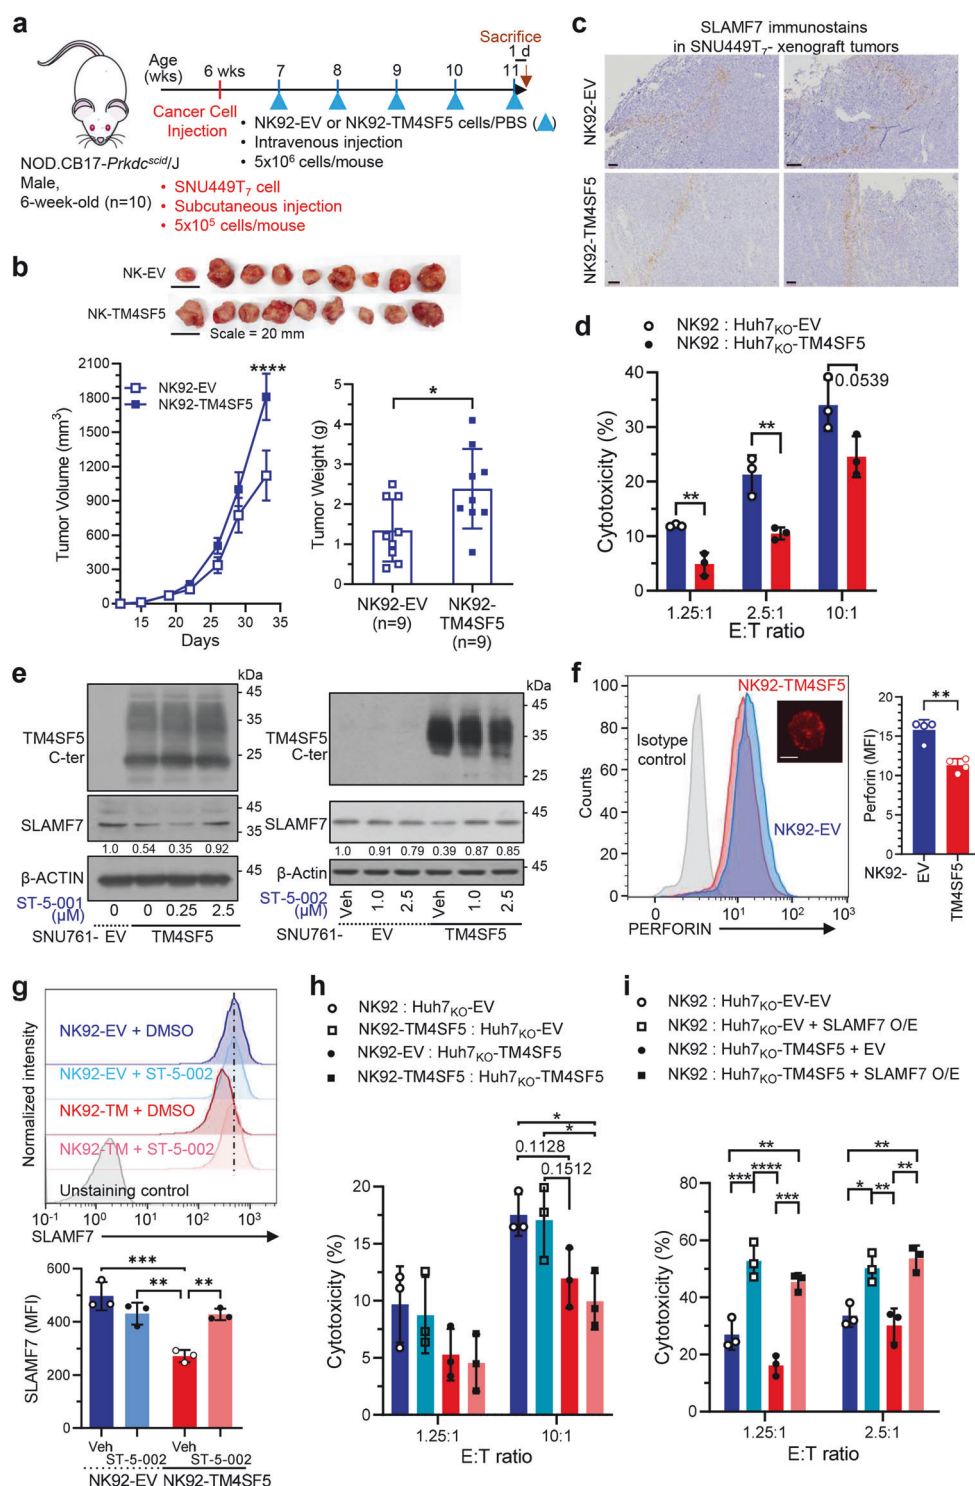 a
Age
(wks)
6 wks
7
8
9
10
11
1 d
Sacrifice
Cancer Cell
Injection
• NK92-EV or NK92-TM4SF5 cells/PBS (▲)
• Intravenous injection
• 5x10⁶ cells/mouse
NOD.CB17-Prkdcˢᶜⁱᵈ/J
Male,
6-week-old (n=10)
• SNU449T₇ cell
• Subcutaneous injection
• 5x10⁵ cells/mouse
b
NK-EV
NK-TM4SF5
Scale = 20 mm
2100
1800
1500
1200
900
600
300
0
Tumor Volume (mm³)
NK92-EV
NK92-TM4SF5
****
15 20 25 30 35
Days
5
4
3
2
1
0
Tumor Weight (g)
*
NK92-EV
(n=9)
NK92-
TM4SF5
(n=9)
c
SLAMF7 immunostains
in SNU449T₇- xenograft tumors
NK92-EV
NK92-TM4SF5
d
NK92 : Huh7KO-EV
NK92 : Huh7KO-TM4SF5
40
30
20
10
0
Cytotoxicity (%)
**
**
0.0539
1.25:1 2.5:1 10:1
E:T ratio
e
kDa
45
35
25
TM4SF5
C-ter
SLAMF7
45
35
1.0 0.54 0.35 0.92
β-ACTIN
45
ST-5-001
(μM)
0 0 0.25 2.5
SNU761- EV TM4SF5
kDa
45
35
25
TM4SF5
C-ter
SLAMF7
45
1.0 0.91 0.79 0.39 0.87 0.85
β-Actin
45
ST-5-002
(μM)
Veh 1.0 2.5 Veh 1.0 2.5
SNU761- EV TM4SF5
f
100
80
60
40
20
0
Counts
NK92-TM4SF5
Isotype
control
NK92-EV
0 10¹ 10² 10³
PERFORIN
20
15
10
5
0
Perforin (MFI)
**
NK92-
EV
TM4SF5
g
Normalized intensity
NK92-EV + DMSO
NK92-EV + ST-5-002
NK92-TM + DMSO
NK92-TM + ST-5-002
Unstaining control
10⁻¹ 10⁰ 10¹ 10² 10³
SLAMF7
600
400
200
0
SLAMF7 (MFI)
***
** **
Veh
ST-5-002
Veh
ST-5-002
NK92-EV NK92-TM4SF5
h
NK92 : Huh7KO-EV
NK92-TM4SF5 : Huh7KO-EV
NK92-EV : Huh7KO-TM4SF5
NK92-TM4SF5 : Huh7KO-TM4SF5
20
15
10
5
0
Cytotoxicity (%)
*
*
0.1128
0.1512
1.25:1 10:1
E:T ratio
i
NK92 : Huh7KO-EV-EV
NK92 : Huh7KO-EV + SLAMF7 O/E
NK92 : Huh7KO-TM4SF5 + EV
NK92 : Huh7KO-TM4SF5 + SLAMF7 O/E
80
60
40
20
0
Cytotoxicity (%)
**
*** ****
***
**
* **
**
1.25:1 2.5:1
E:T ratio